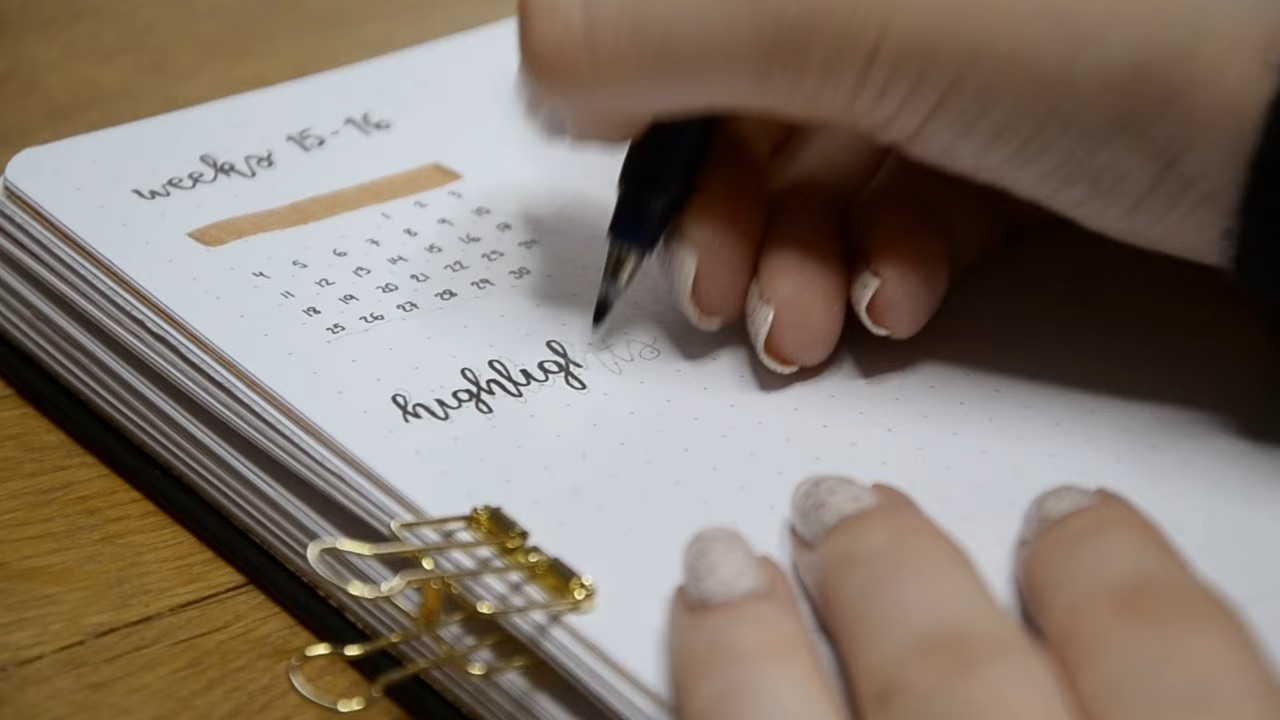 weeks 15-16
1 2 3
4 5 6 7 8 9 10
11 12 13 14 15 16 17
18 19 20 21 22 23 24
25 26 27 28 29 30
highlights